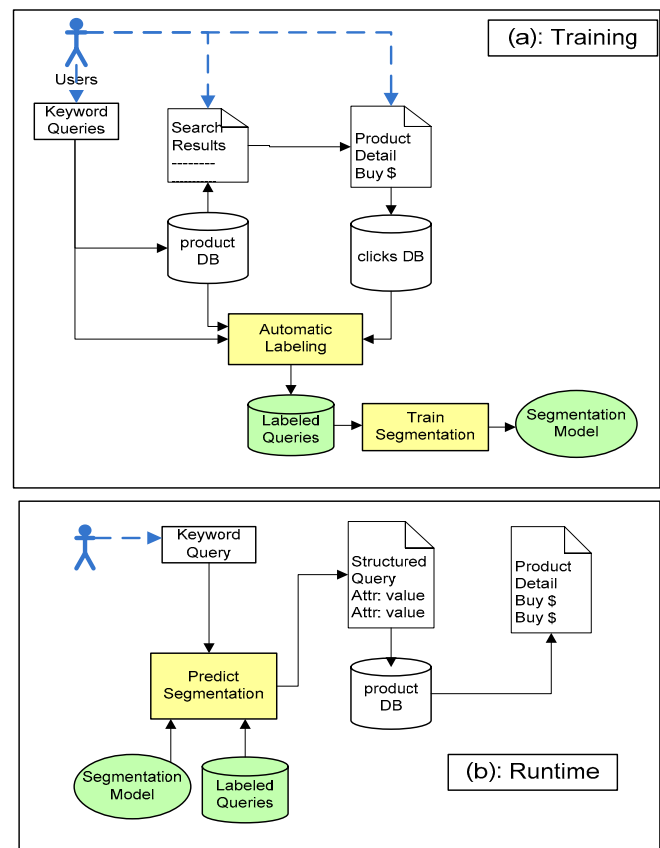 (a): Training
Users
Keyword
Queries
Search
Results
--------
--------
Product
Detail
Buy $
product
DB
clicks DB
Automatic
Labeling
Labeled
Queries
Train
Segmentation
Segmentation
Model
Keyword
Query
Structured
Query
Attr: value
Attr: value
Product
Detail
Buy $
Buy $
Predict
Segmentation
product
DB
Segmentation
Model
Labeled
Queries
(b): Runtime